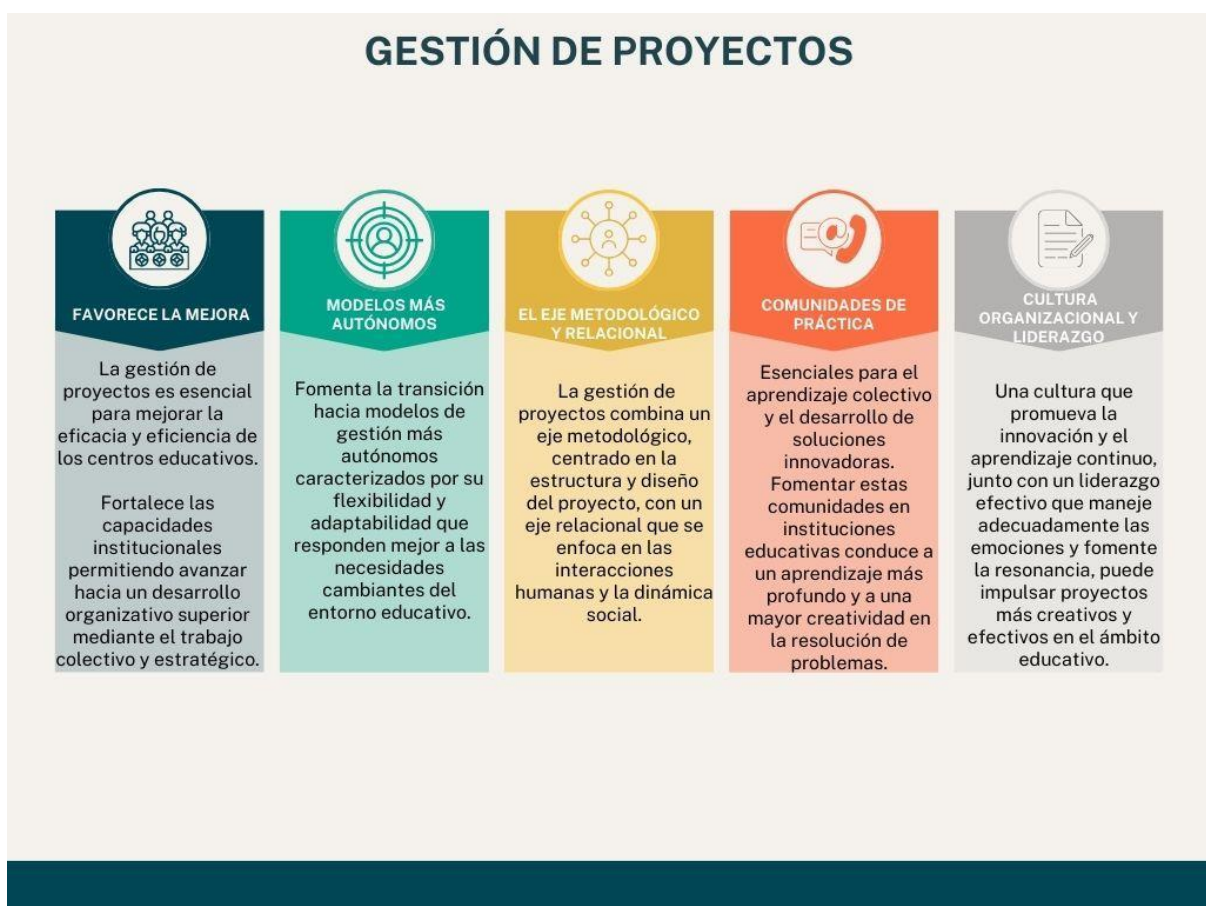 GESTIÓN DE PROYECTOS
FAVORECE LA MEJORA
La gestión de
proyectos es esencial
para mejorar la
eficacia y eficiencia de
los centros educativos.
Fortalece las
capacidades
institucionales
permitiendo avanzar
hacia un desarrollo
organizativo superior
mediante el trabajo
colectivo y estratégico.
MODELOS MÁS
AUTÓNOMOS
Fomenta la transición
hacia modelos de
gestión más
autónomos
caracterizados por su
flexibilidad y
adaptabilidad que
responden mejor a las
necesidades
cambiantes del
entorno educativo.
EL EJE METODOLÓGICO
Y RELACIONAL
La gestión de
proyectos combina un
eje metodológico,
centrado en la
estructura y diseño
del proyecto, con un
eje relacional que se
enfoca en las
interacciones
humanas y la dinámica
social.
COMUNIDADES DE
PRÁCTICA
Esenciales para el
aprendizaje colectivo
y el desarrollo de
soluciones
innovadoras.
Fomentar estas
comunidades en
instituciones
educativas conduce a
un aprendizaje más
profundo y a una
mayor creatividad en
la resolución de
problemas.
CULTURA
ORGANIZACIONAL Y
LIDERAZGO
Una cultura que
promueva la
innovación y el
aprendizaje continuo,
junto con un liderazgo
efectivo que maneje
adecuadamente las
emociones y fomente
la resonancia, puede
impulsar proyectos
más creativos y
efectivos en el ámbito
educativo.